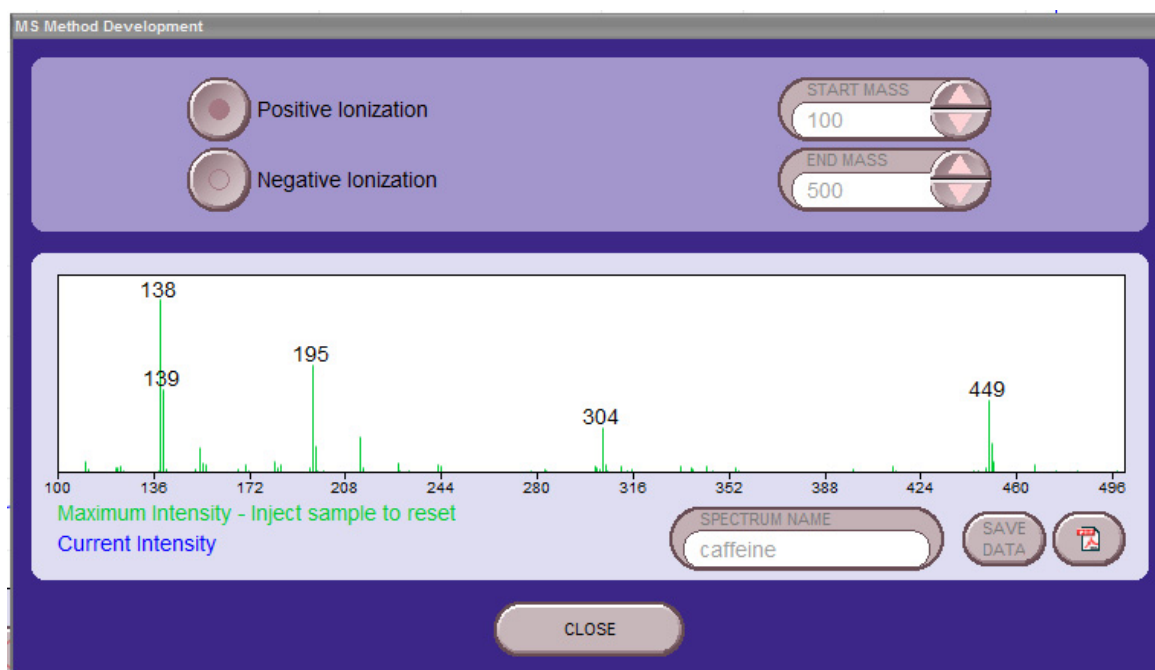 MS Method Development
Positive Ionization
START MASS
100
Negative Ionization
END MASS
500
138
139
195
304
449
100 136 172 208 244 280 316 352 388 424 460 496
Maximum Intensity - Inject sample to reset
Current Intensity
SPECTRUM NAME
caffeine
SAVE
DATA
CLOSE